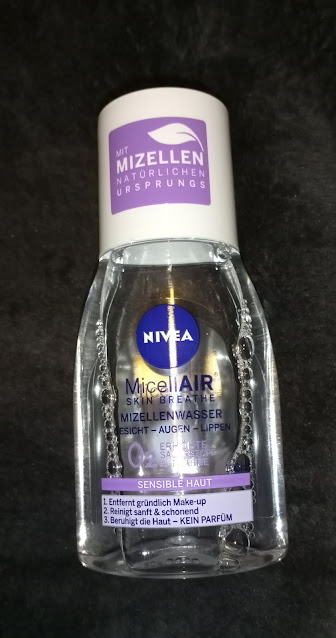 MIT
MIZELLEN
NATÜRLICHEN
URSPRUNGS
NIVEA
MicellAIR®
SKIN BREATHE
MIZELLENWASSER
GESICHT – AUGEN – LIPPEN
SENSIBLE HAUT
1. Entfernt gründlich Make-up
2. Reinigt sanft & schonend
3. Beruhigt die Haut – KEIN PARFÜM